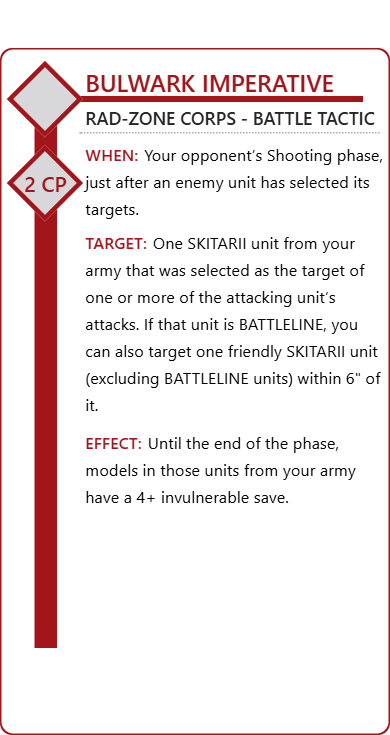 BULWARK IMPERATIVE
RAD-ZONE CORPS - BATTLE TACTIC
2 CP
WHEN: Your opponent’s Shooting phase,
just after an enemy unit has selected its
targets.
TARGET: One SKITARII unit from your
army that was selected as the target of
one or more of the attacking unit’s
attacks. If that unit is BATTLELINE, you
can also target one friendly SKITARII unit
(excluding BATTLELINE units) within 6" of
it.
EFFECT: Until the end of the phase,
models in those units from your army
have a 4+ invulnerable save.